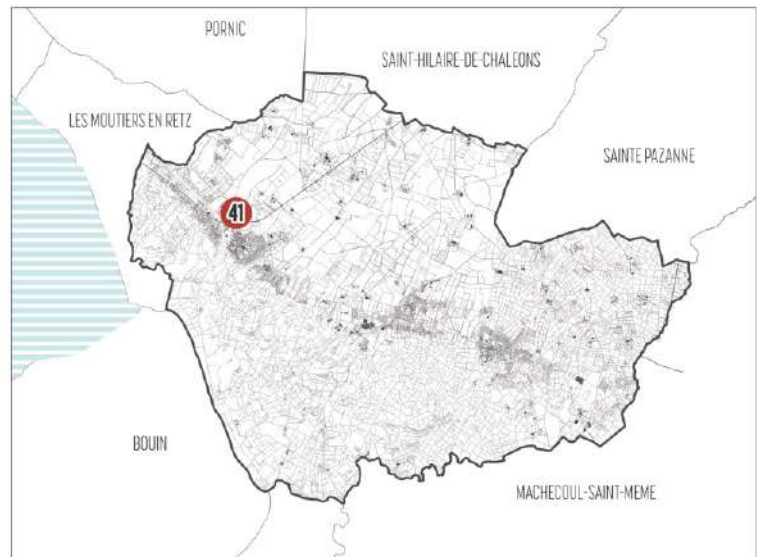 PORNIC
SAINT-HILAIRE-DE-CHALEONS
LES MOUTIERS EN RETZ
SAINTE PAZANNE
41
BOUIN
MACHECOUL-SAINT-MEME